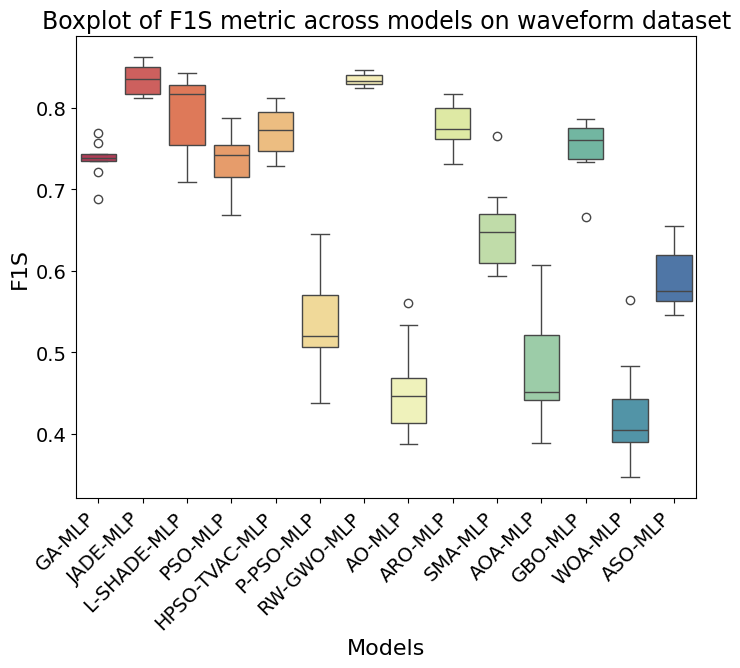 Boxplot of F1S metric across models on waveform dataset
0.8
0.7
0.6
0.5
0.4
F1S
GA-MLP
JADE-MLP
L-SHADE-MLP
PSO-MLP
HPSO-TVAC-MLP
P-PSO-MLP
RW-GWO-MLP
AO-MLP
ARO-MLP
SMA-MLP
AOA-MLP
GBO-MLP
WOA-MLP
ASO-MLP
Models